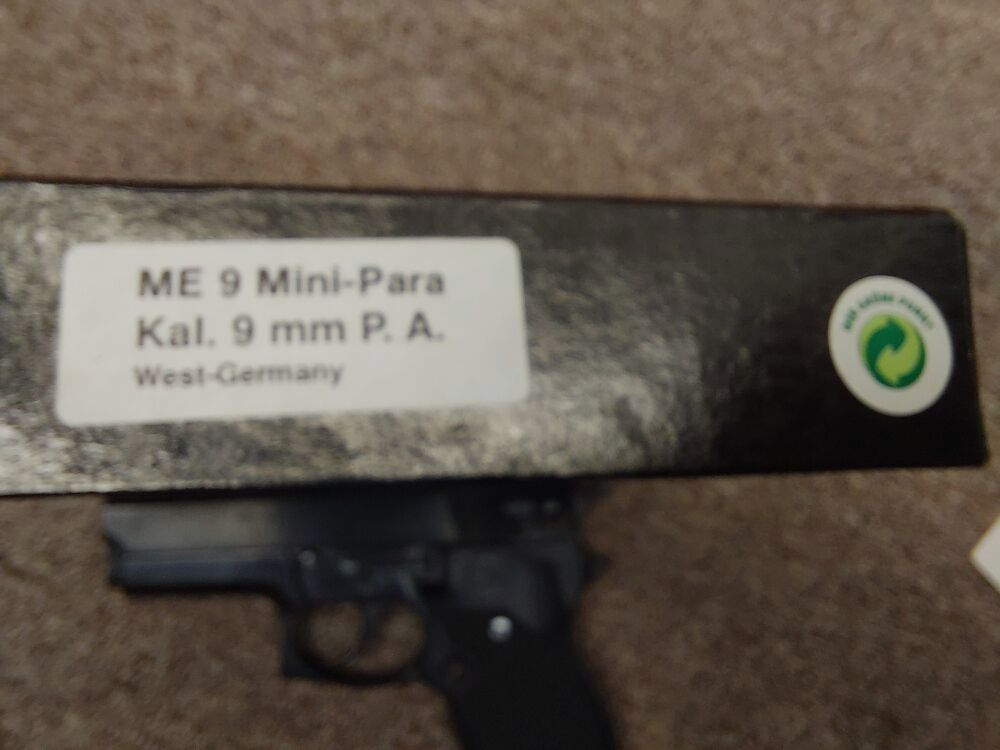 ME 9 Mini-Para
Kal. 9 mm P. A.
West-Germany